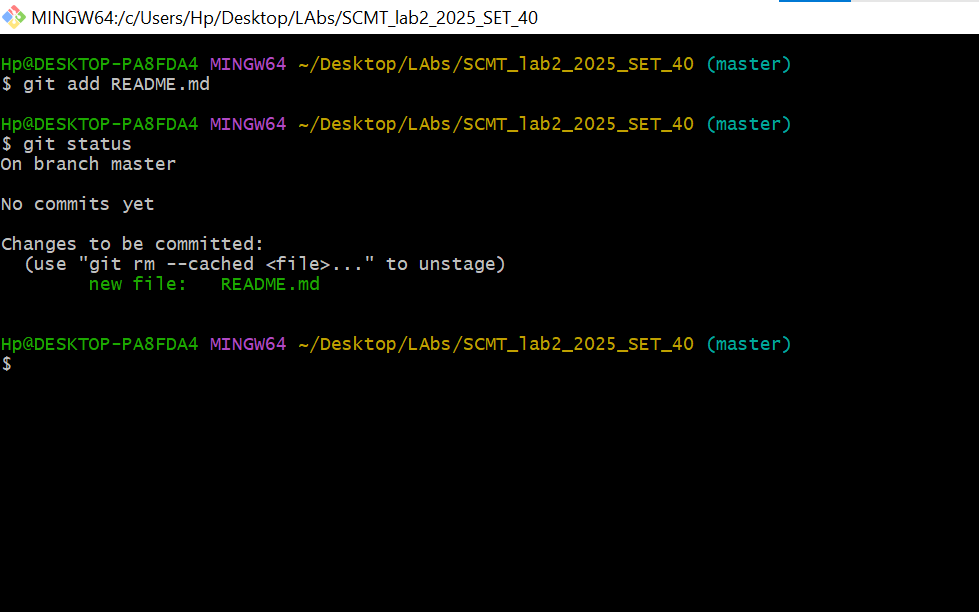 MINGW64:/c/Users/Hp/Desktop/LAbs/SCMT_lab2_2025_SET_40
Hp@DESKTOP-PA8FDA4 MINGW64 ~/Desktop/LAbs/SCMT_lab2_2025_SET_40 (master)
$ git add README.md
Hp@DESKTOP-PA8FDA4 MINGW64 ~/Desktop/LAbs/SCMT_lab2_2025_SET_40 (master)
$ git status
On branch master
No commits yet
Changes to be committed:
  (use "git rm --cached <file>..." to unstage)
        new file:   README.md
Hp@DESKTOP-PA8FDA4 MINGW64 ~/Desktop/LAbs/SCMT_lab2_2025_SET_40 (master)
$